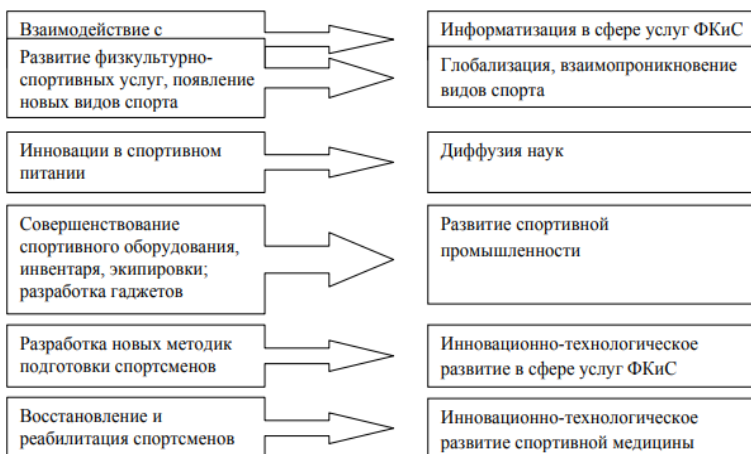 Взаимодействие с
Информатизация в сфере услуг ФКиС
Развитие физкультурно-
спортивных услуг, появление
новых видов спорта
Глобализация, взаимопроникновение
видов спорта
Инновации в спортивном
питании
Диффузия наук
Совершенствование
спортивного оборудования,
инвентаря, экипировки;
разработка гаджетов
Развитие спортивной
промышленности
Разработка новых методик
подготовки спортсменов
Инновационно-технологическое
развитие в сфере услуг ФКиС
Восстановление и
реабилитация спортсменов
Инновационно-технологическое
развитие спортивной медицины